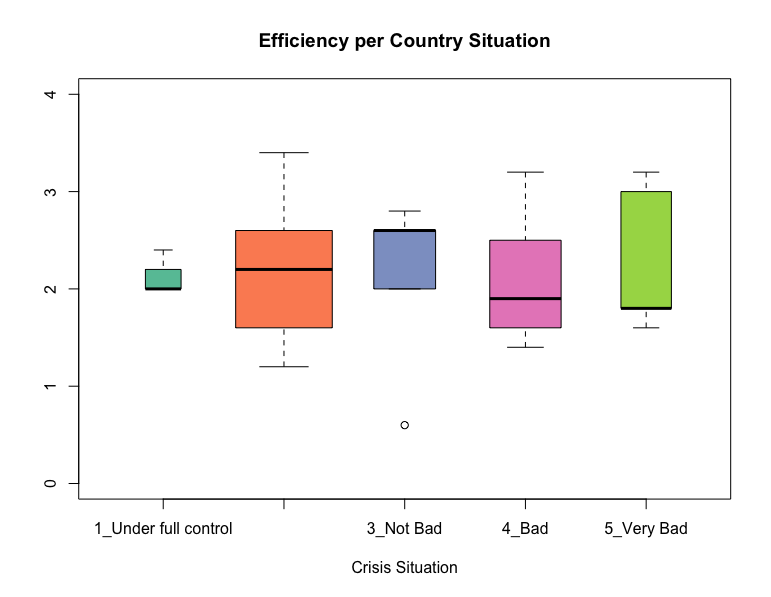 Efficiency per Country Situation
4
3
2
1
0
1_Under full control
3_Not Bad
4_Bad
5_Very Bad
Crisis Situation